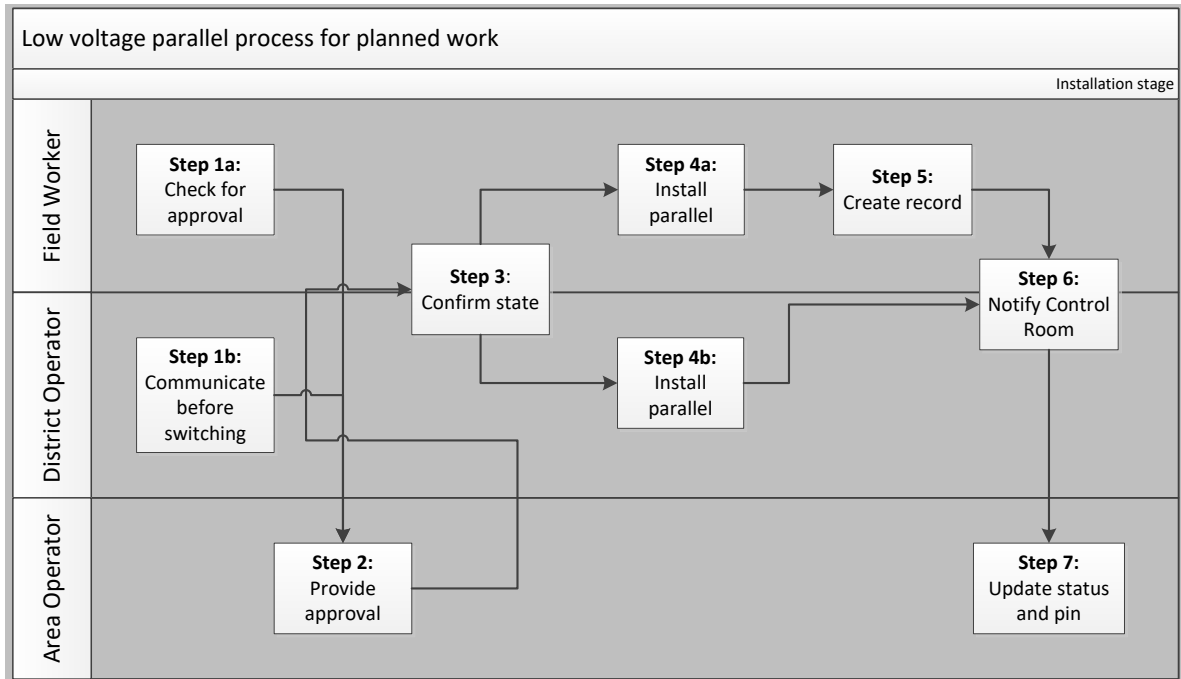 Low voltage parallel process for planned work
Installation stage
Field Worker
Step 1a:
Check for
approval
Step 4a:
Install
parallel
Step 5:
Create record
Step 3:
Confirm state
Step 6:
Notify Control
Room
District Operator
Step 1b:
Communicate
before
switching
Step 4b:
Install
parallel
Area Operator
Step 2:
Provide
approval
Step 7:
Update status
and pin